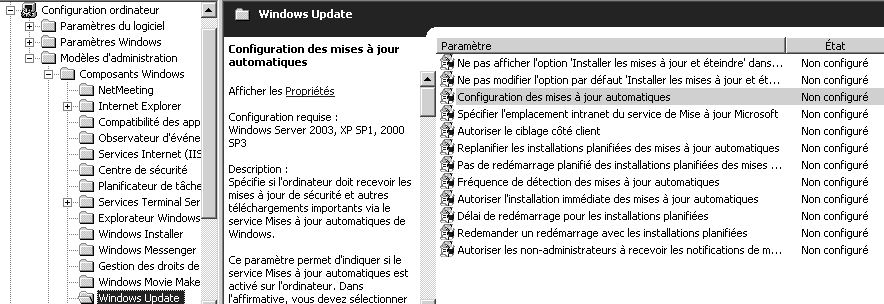 Configuration ordinateur
Paramètres du logiciel
Paramètres Windows
Modèles d'administration
Composants Windows
NetMeeting
Internet Explorer
Compatibilité des app
Observateur d'événe
Services Internet (IIS
Centre de sécurité
Planificateur de tâche
Services Terminal Ser
Explorateur Windows
Windows Installer
Windows Messenger
Gestion des droits de
Windows Movie Make
Windows Update
Windows Update
Configuration des mises à jour
automatiques
Afficher les Propriétés
Configuration requise :
Windows Server 2003, XP SP1, 2000
SP3
Description :
Spécifie si l'ordinateur doit recevoir les
mises à jour de sécurité et autres
téléchargements importants via le
service Mises à jour automatiques de
Windows.
Ce paramètre permet d'indiquer si le
service Mises à jour automatiques est
activé sur l'ordinateur. Dans
l'affirmative, vous devez sélectionner
Paramètre État
Ne pas afficher l'option 'Installer les mises à jour et éteindre' dans... Non configuré
Ne pas modifier l'option par défaut 'Installer les mises à jour et ét... Non configuré
Configuration des mises à jour automatiques Non configuré
Spécifier l'emplacement intranet du service de Mise à jour Microsoft Non configuré
Autoriser le ciblage côté client Non configuré
Replanifier les installations planifiées des mises à jour automatiques Non configuré
Pas de redémarrage planifié des installations planifiées des mises ... Non configuré
Fréquence de détection des mises à jour automatiques Non configuré
Autoriser l'installation immédiate des mises à jour automatiques Non configuré
Délai de redémarrage pour les installations planifiées Non configuré
Redemander un redémarrage avec les installations planifiées Non configuré
Autoriser les non-administrateurs à recevoir les notifications de m... Non configuré